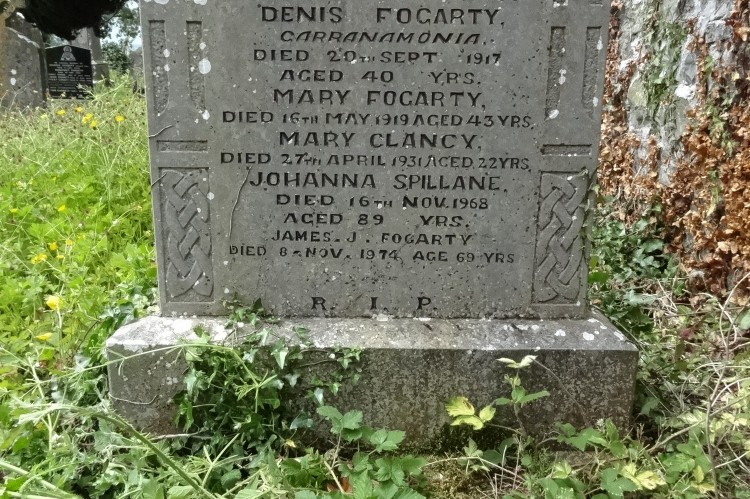 DENIS FOGARTY,
CARRANAMONIA,
DIED 20TH SEPT 1917
AGED 40 YRS.
MARY FOGARTY,
DIED 16TH MAY 1919 AGED 43 YRS,
MARY CLANCY,
DIED 27TH APRIL 1931 AGED 22 YRS,
JOHANNA SPILLANE,
DIED 16TH NOV. 1968
AGED 89 YRS.
JAMES. J. FOGARTY
DIED 8-NOV. 1974, AGE 69 YRS
R. I. P.